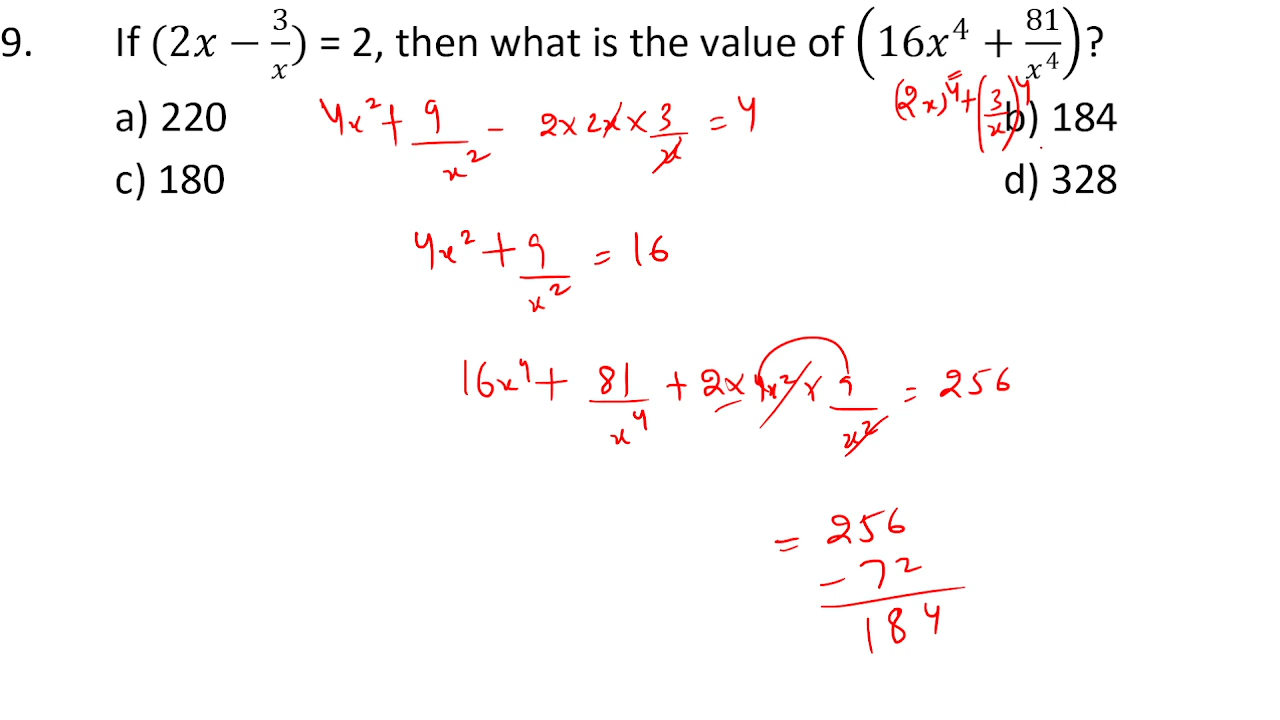 9. If (2x − 3/x) = 2, then what is the value of (16x⁴ + 81/x⁴)?
(2x)⁴ + (3/x)⁴
a) 220 b) 184
4x² + 9/x² − 2 × 2x × 3/x = 4
c) 180 d) 328
4x² + 9/x² = 16
16x⁴ + 81/x⁴ + 2 × 4x² × 9/x² = 256
= 256
− 72
184